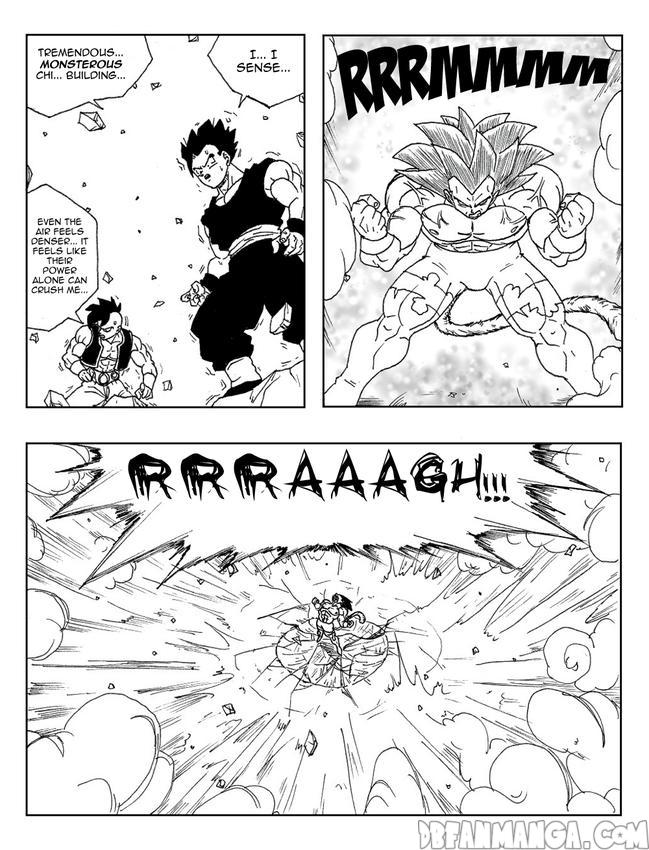 I... I
SENSE...
TREMENDOUS...
MONSTEROUS
CHI... BUILDING...
EVEN THE
AIR FEELS
DENSER... IT
FEELS LIKE
THEIR
POWER
ALONE CAN
CRUSH ME...
RRRMMMMM
RRRAAAGH!!!
DBFANMANGA.COM